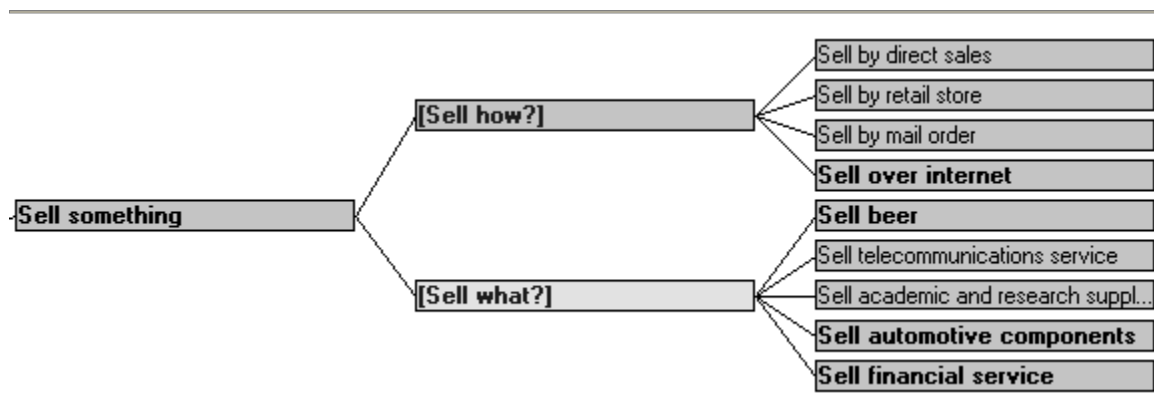 Sell by direct sales
[Sell how?]
Sell by retail store
Sell by mail order
Sell over internet
Sell something
Sell beer
Sell telecommunications service
[Sell what?]
Sell academic and research suppl...
Sell automotive components
Sell financial service